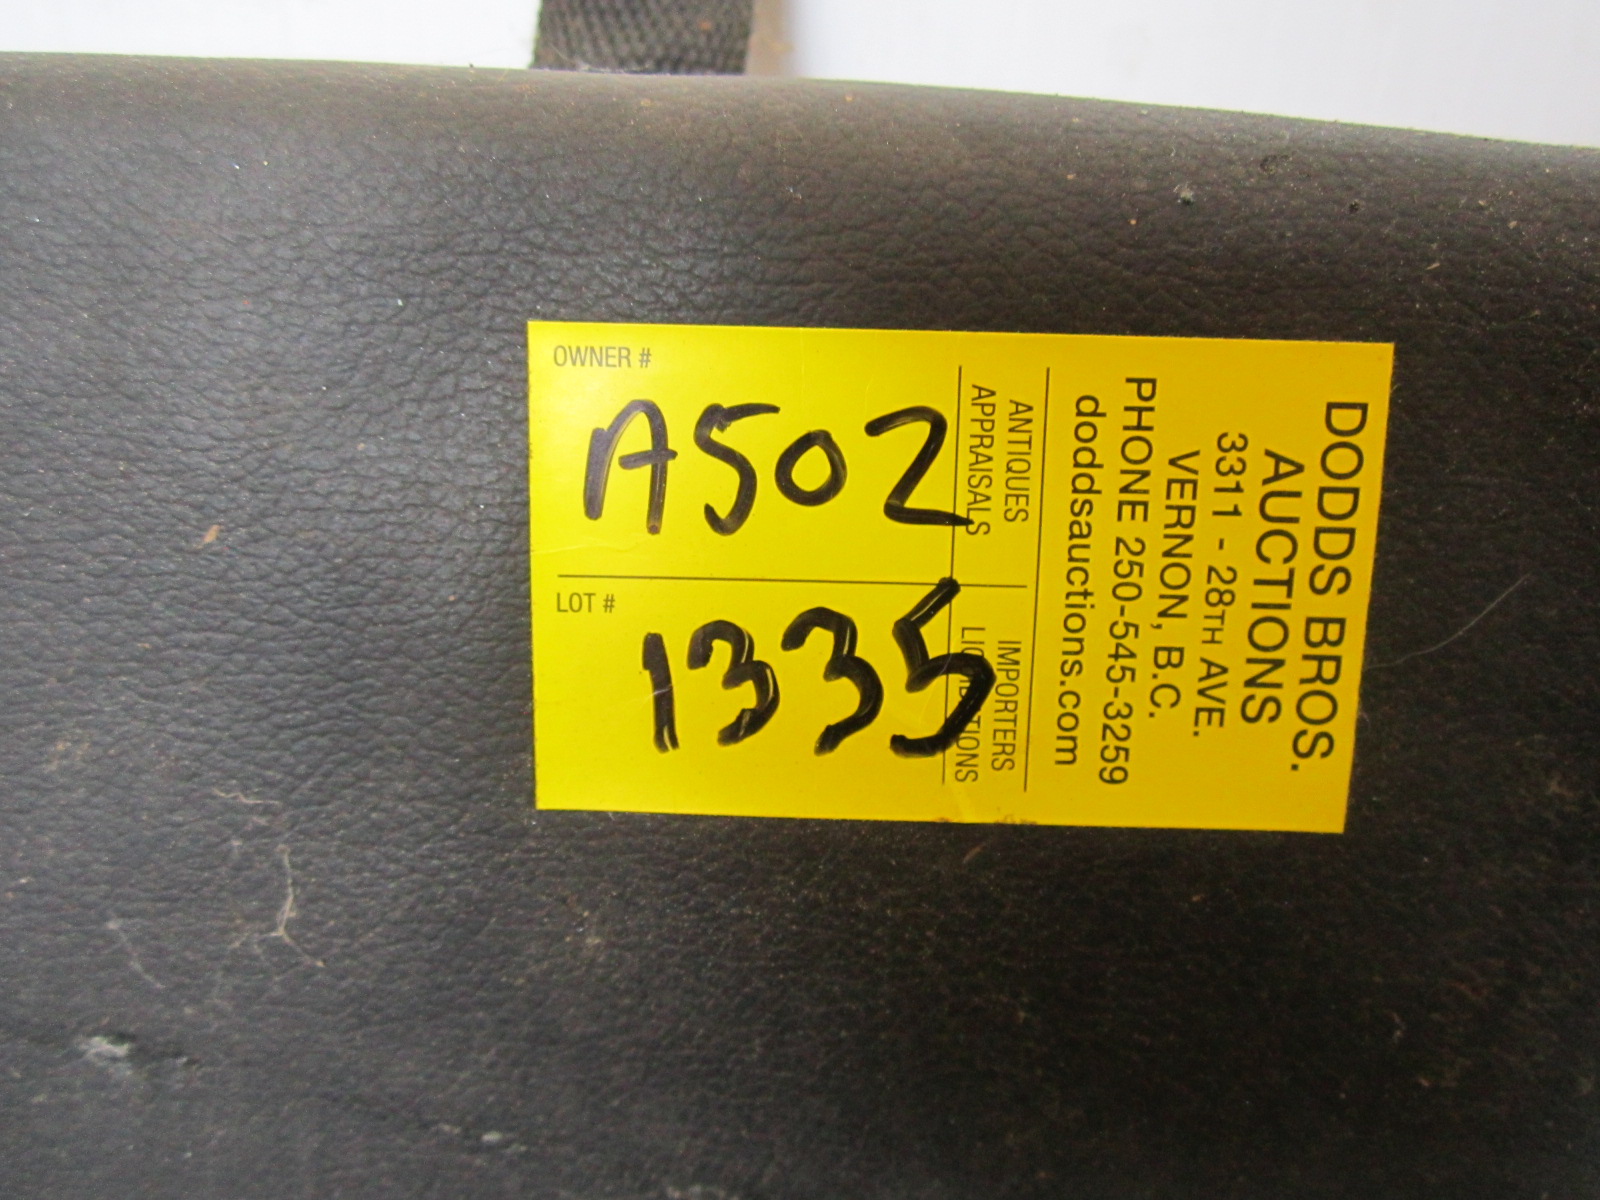 OWNER #
A502
LOT #
1335
ANTIQUES
APPRAISALS
IMPORTERS
LIQUIDATIONS
DODDS BROS.
AUCTIONS
3311 - 28TH AVE.
VERNON, B.C.
PHONE 250-545-3259
doddsauctions.com